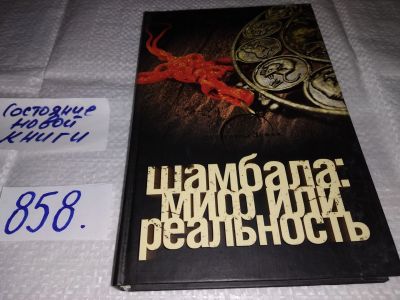 Состояние
новой
книги
858.
шамбала:
миф или
реальность